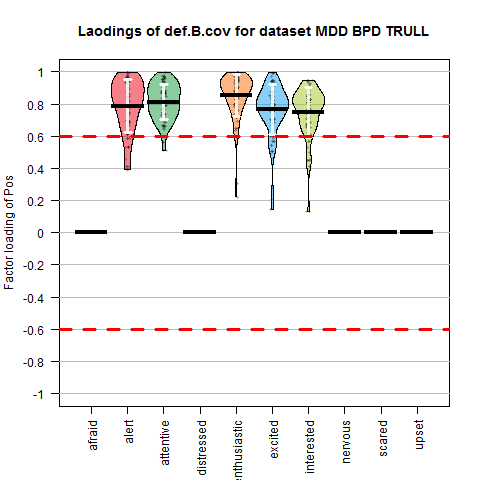 Laodings of def.B.cov for dataset MDD BPD TRULL
Factor loading of Pos
1
0.8
0.6
0.4
0.2
0
-0.2
-0.4
-0.6
-0.8
-1
afraid
alert
attentive
distressed
enthusiastic
excited
interested
nervous
scared
upset